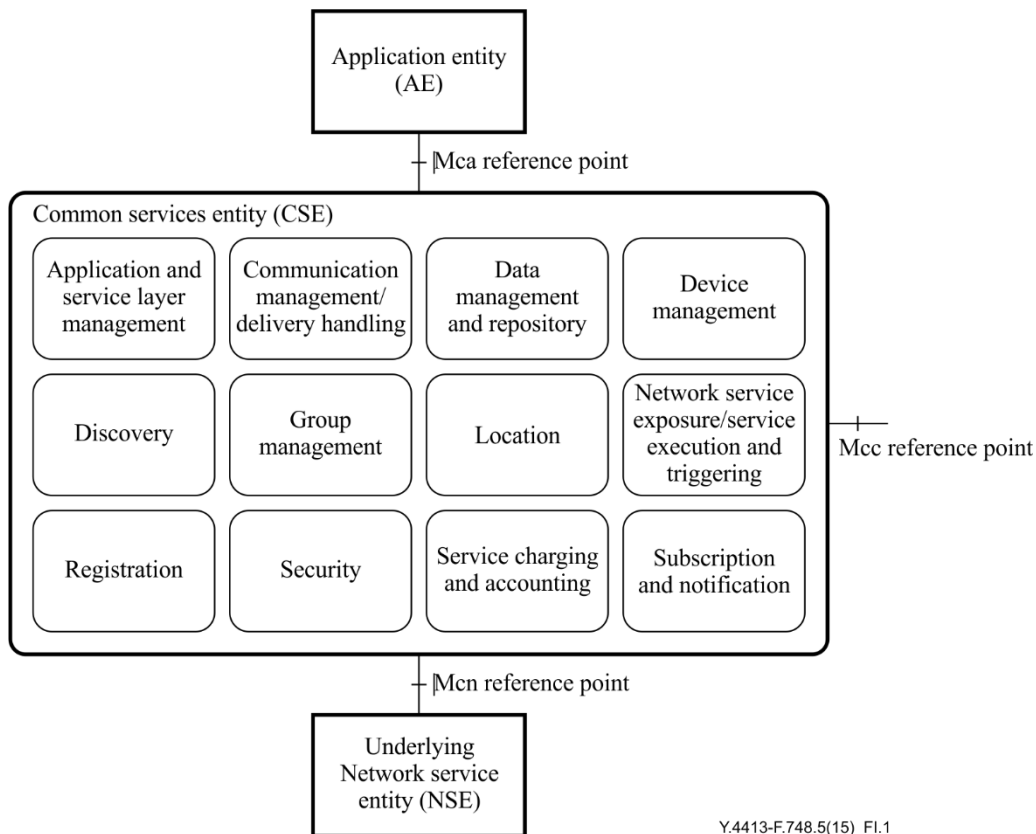 Application entity
(AE)
Mca reference point
Common services entity (CSE)
Application and
service layer
management
Communication
management/
delivery handling
Data
management
and repository
Device
management
Discovery
Group
management
Location
Network service
exposure/service
execution and
triggering
Mcc reference point
Registration
Security
Service charging
and accounting
Subscription
and notification
Mcn reference point
Underlying
Network service
entity (NSE)
Y.4413-F.748.5(15)_FI.1